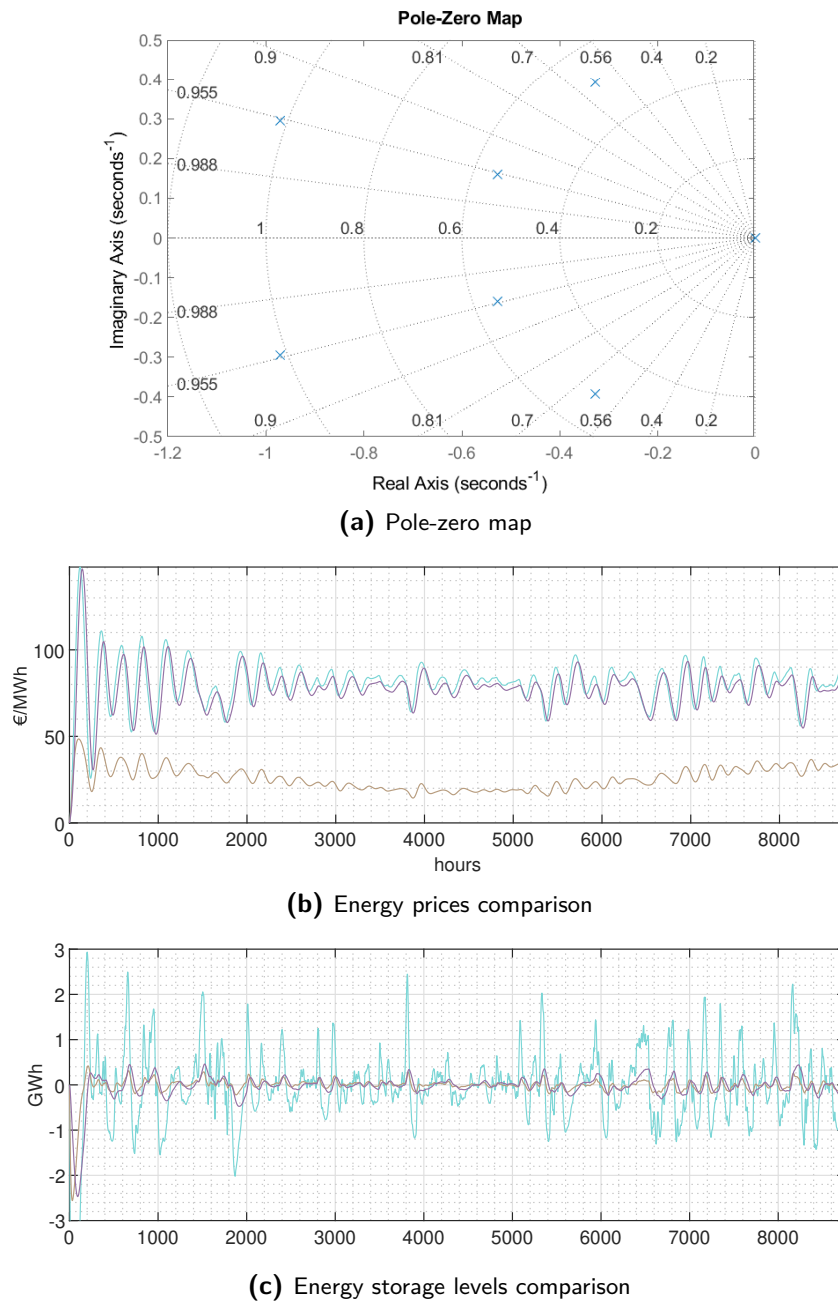 Pole-Zero Map
0.5
0.9 0.81 0.7 0.56 0.4 0.2
0.4
0.955
0.3
0.2
0.988
0.1
1 0.8 0.6 0.4 0.2
0
-0.1
0.988
-0.2
-0.3
0.955
-0.4
0.9 0.81 0.7 0.56 0.4 0.2
-0.5
-1.2 -1 -0.8 -0.6 -0.4 -0.2 0
Imaginary Axis (seconds⁻¹)
Real Axis (seconds⁻¹)
(a) Pole-zero map
100
50
0
€/MWh
0 1000 2000 3000 4000 5000 6000 7000 8000
hours
(b) Energy prices comparison
3
2
1
0
-1
-2
-3
GWh
0 1000 2000 3000 4000 5000 6000 7000 8000
(c) Energy storage levels comparison